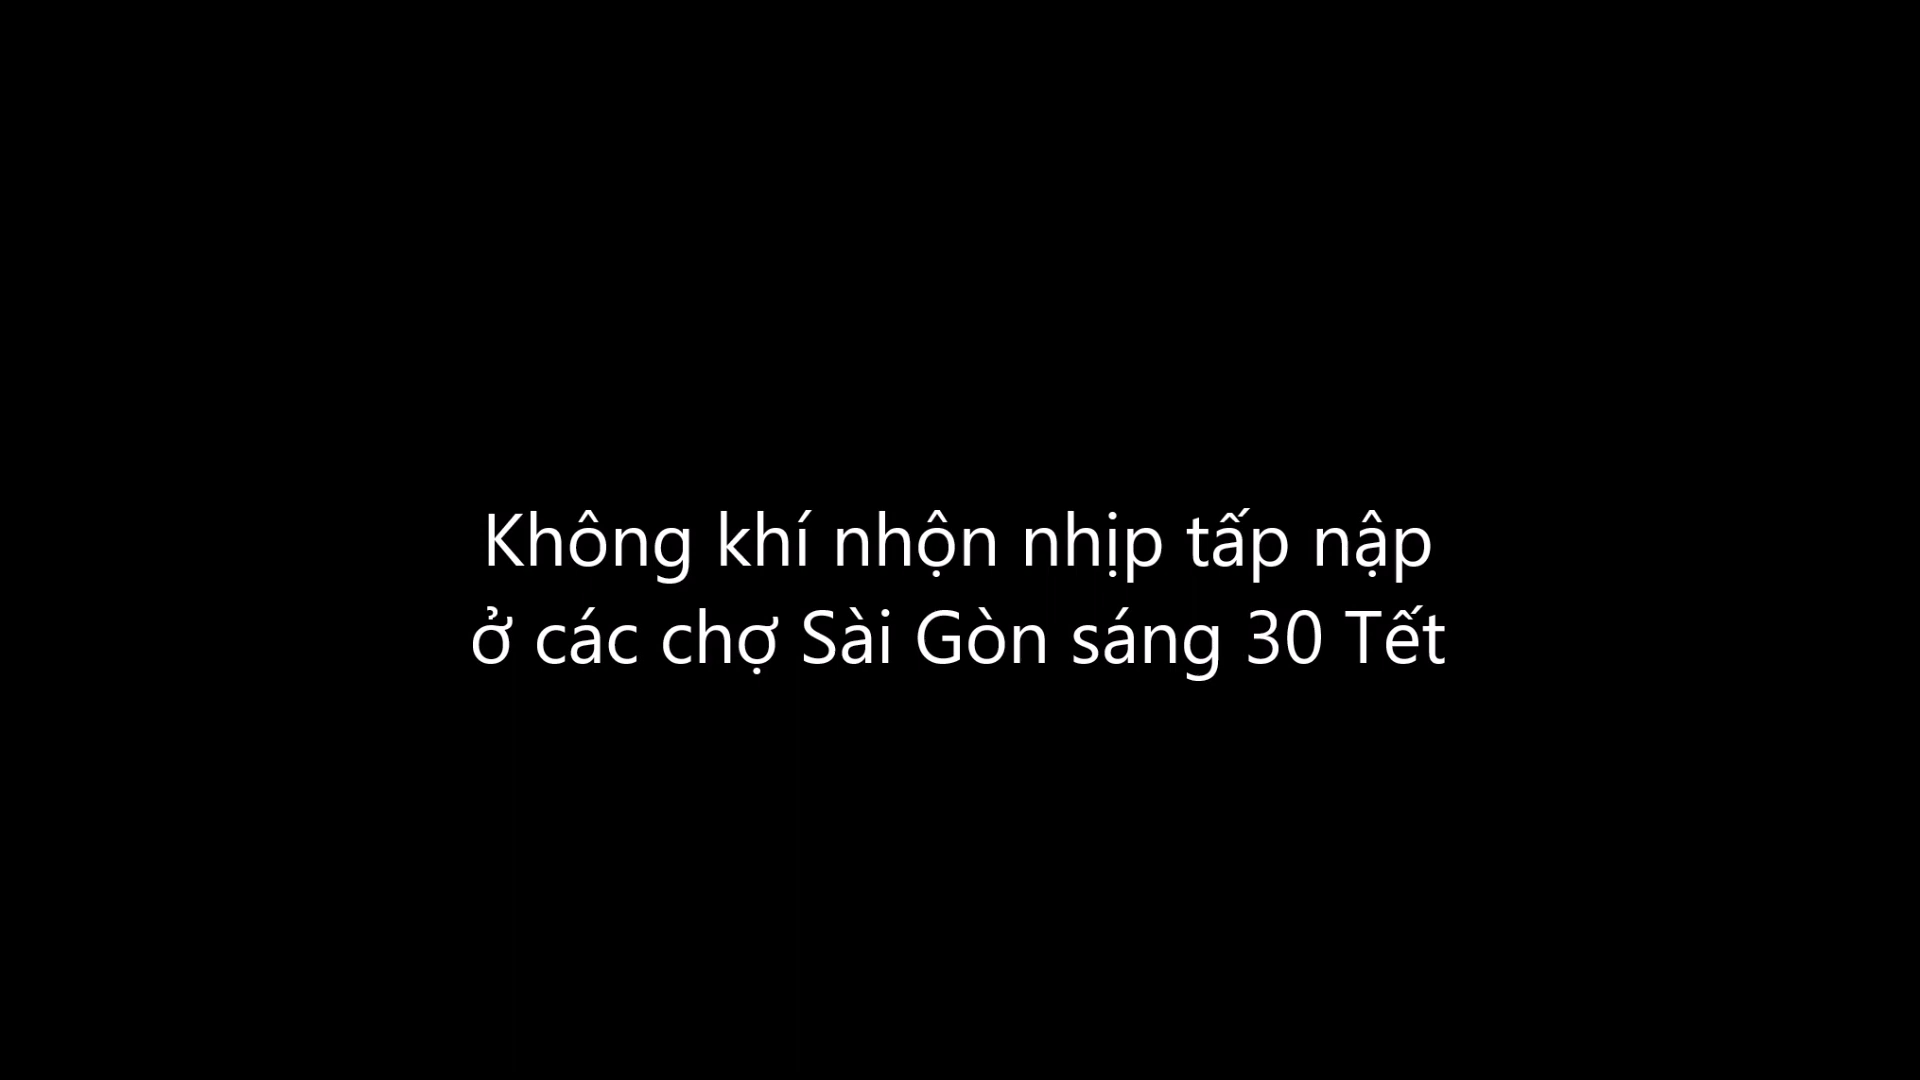 Không khí nhộn nhịp tấp nập
ở các chợ Sài Gòn sáng 30 Tết